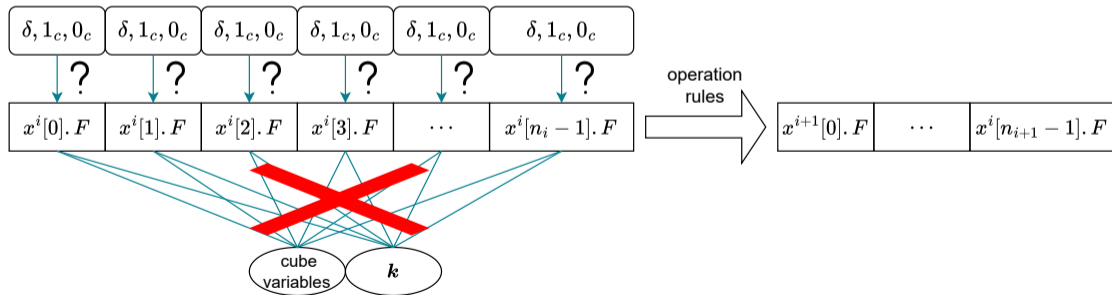 δ, 1_c, 0_c δ, 1_c, 0_c δ, 1_c, 0_c δ, 1_c, 0_c δ, 1_c, 0_c δ, 1_c, 0_c
? ? ? ? ? ?
operation
rules
x^i[0].F x^i[1].F x^i[2].F x^i[3].F ⋯ x^i[n_i − 1].F
x^{i+1}[0].F ⋯ x^i[n_{i+1} − 1].F
cube
variables
k